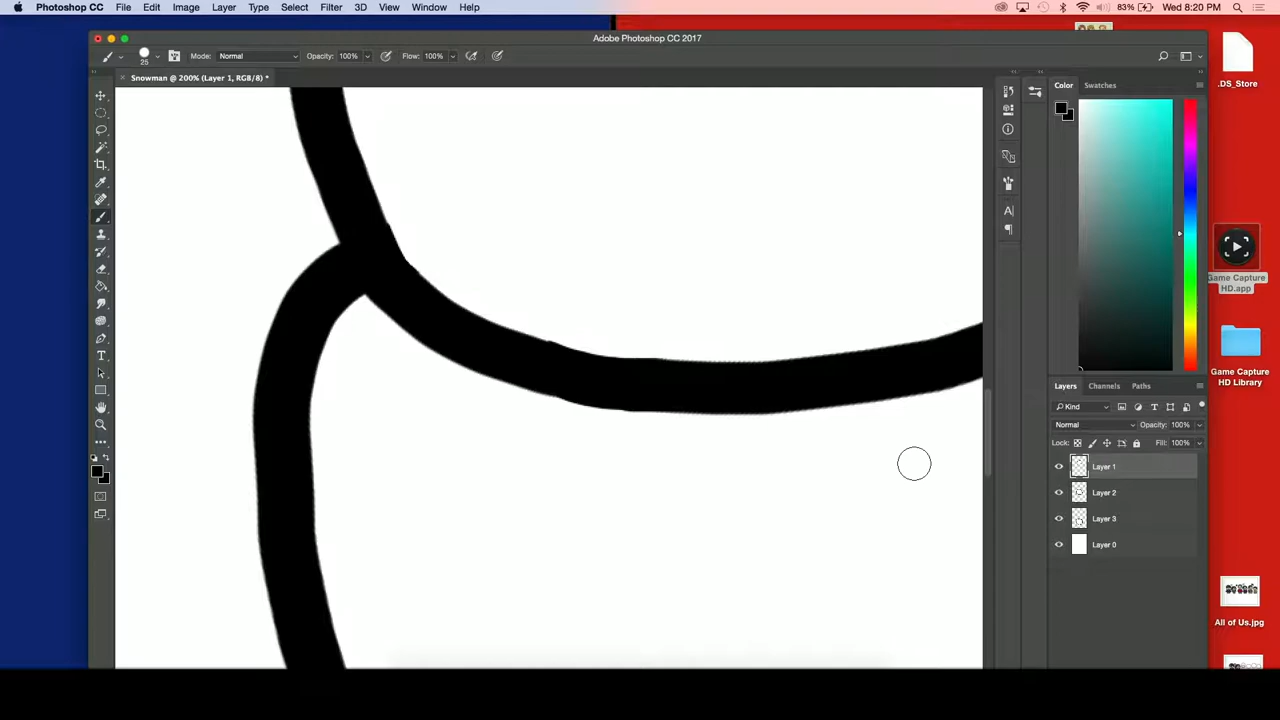 Photoshop CC File Edit Image Layer Type Select Filter 3D View Window Help 83% Wed 8:20 PM
Adobe Photoshop CC 2017
25 Mode: Normal Opacity: 100% Flow: 100%
Snowman @ 200% (Layer 1, RGB/8) *
Color Swatches
.DS_Store
Game Capture
HD.app
Game Capture
HD Library
Layers Channels Paths
Kind
Normal Opacity: 100%
Lock: Fill: 100%
Layer 1
Layer 2
Layer 3
Layer 0
All of Us.jpg